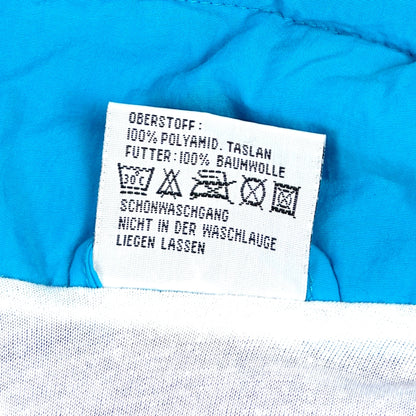 OBERSTOFF:
100% POLYAMID. TASLAN
FUTTER: 100% BAUMWOLLE
30°C
SCHONWASCHGANG
NICHT IN DER WASCHLAUGE
LIEGEN LASSEN